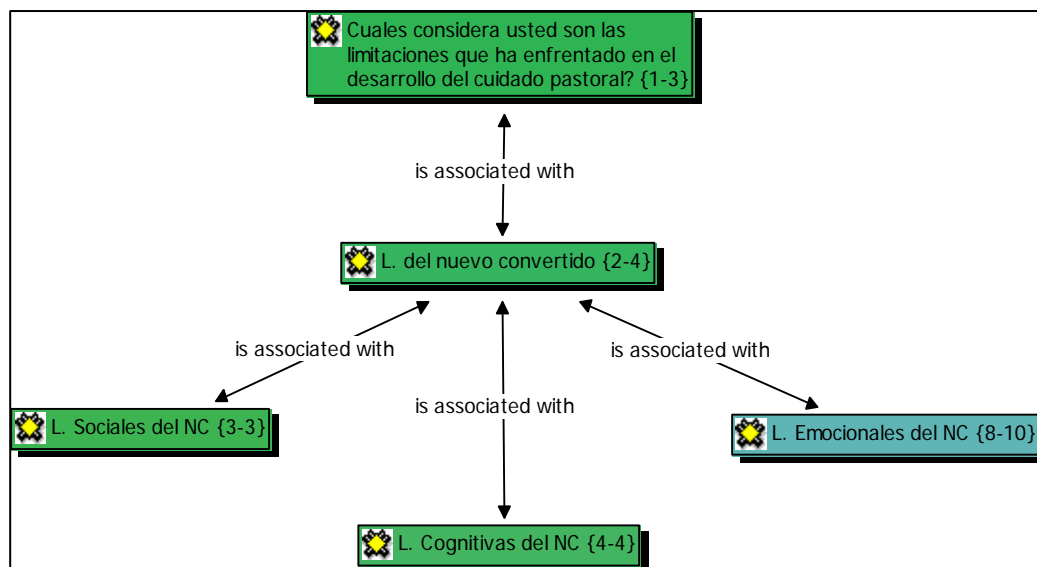 Cuales considera usted son las
limitaciones que ha enfrentado en el
desarrollo del cuidado pastoral? {1-3}
is associated with
L. del nuevo convertido {2-4}
is associated with
is associated with
is associated with
L. Sociales del NC {3-3}
L. Emocionales del NC {8-10}
L. Cognitivas del NC {4-4}